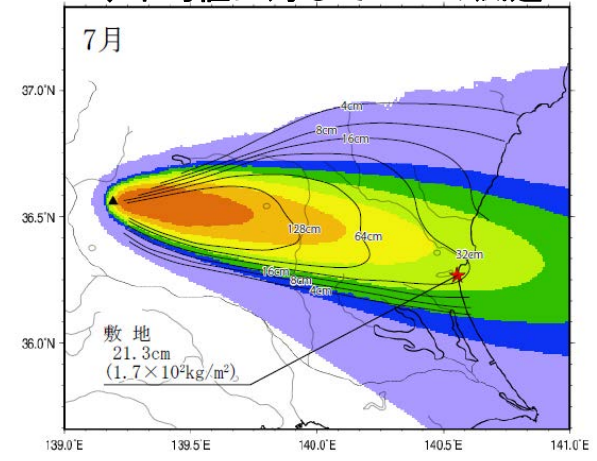 7月
37.0°N
4cm
8cm
16cm
36.5°N
128cm
64cm
32cm
16cm
8cm
4cm
敷 地
21.3cm
(1.7×10²kg/m²)
36.0°N
139.0°E
139.5°E
140.0°E
140.5°E
141.0°E